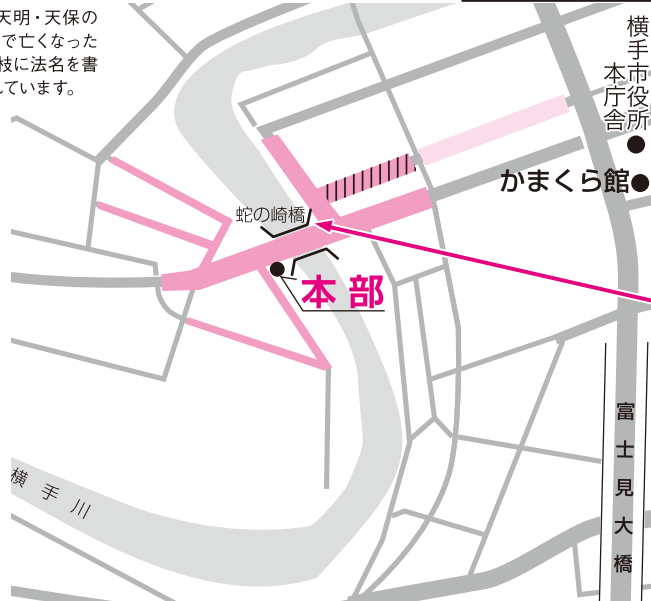 天明・天保の
で亡くなった
枝に法名を書
れています。
横手市役所
本庁舎
かまくら館
蛇の崎橋
本部
富士見大橋
横手川